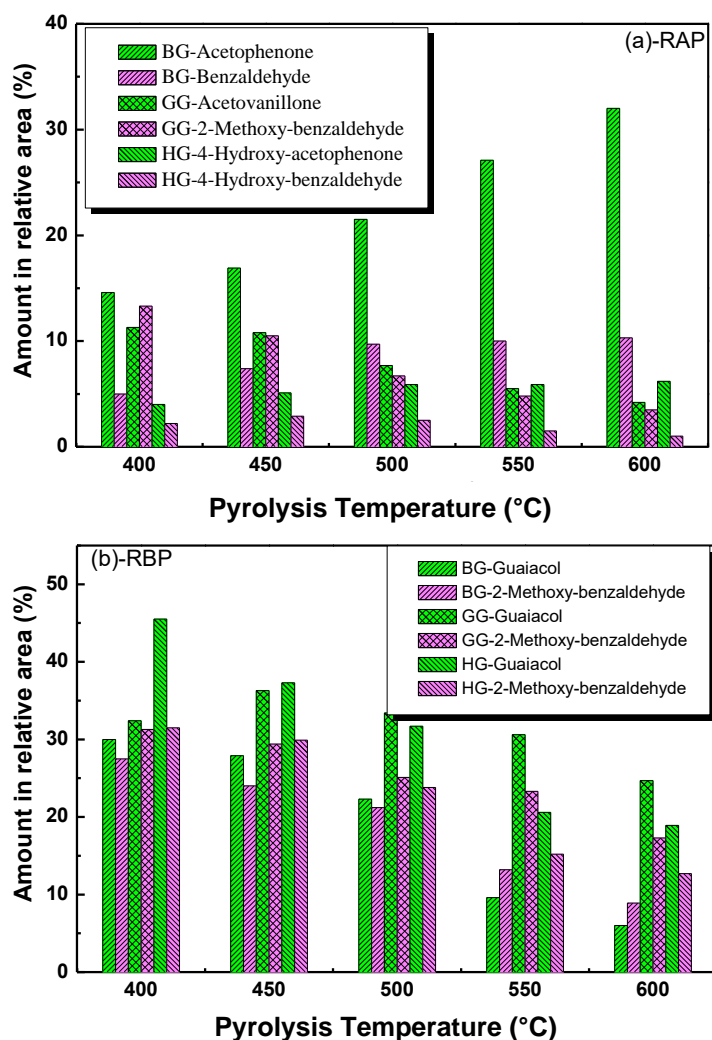 (a)-RAP
BG-Acetophenone
BG-Benzaldehyde
GG-Acetovanillone
GG-2-Methoxy-benzaldehyde
HG-4-Hydroxy-acetophenone
HG-4-Hydroxy-benzaldehyde
Amount in relative area (%)
40
30
20
10
0
400 450 500 550 600
Pyrolysis Temperature (°C)
(b)-RBP
BG-Guaiacol
BG-2-Methoxy-benzaldehyde
GG-Guaiacol
GG-2-Methoxy-benzaldehyde
HG-Guaiacol
HG-2-Methoxy-benzaldehyde
Amount in relative area (%)
50
40
30
20
10
0
400 450 500 550 600
Pyrolysis Temperature (°C)